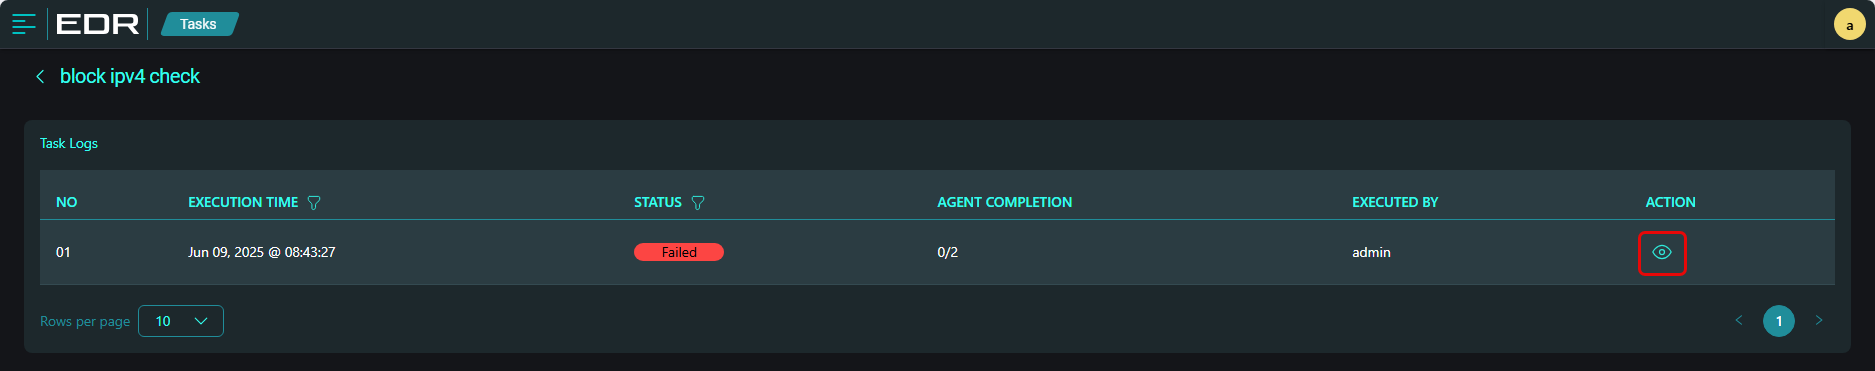 EDR Tasks a
block ipv4 check
Task Logs
NO EXECUTION TIME STATUS AGENT COMPLETION EXECUTED BY ACTION
01 Jun 09, 2025 @ 08:43:27 Failed 0/2 admin
Rows per page 10 < 1 >